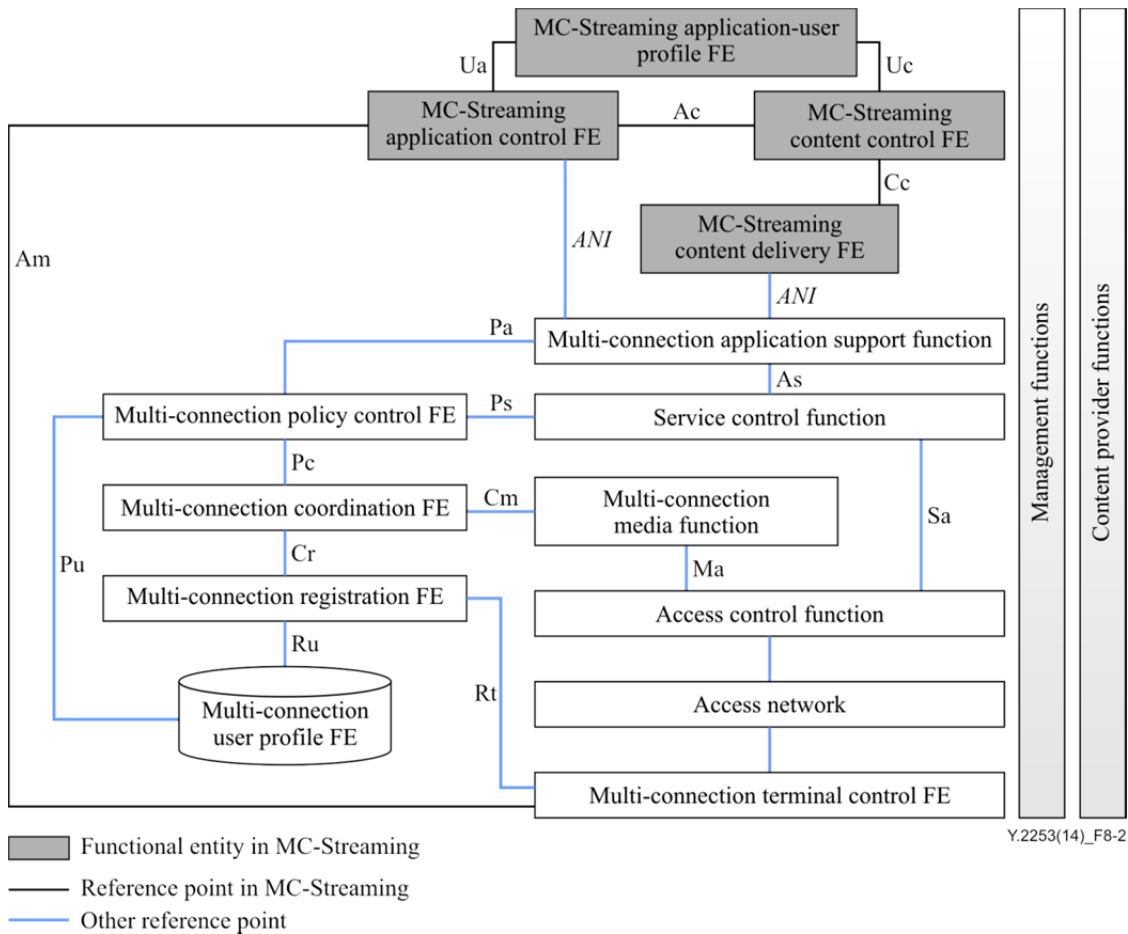 MC-Streaming application-user
profile FE
Ua
Uc
MC-Streaming
application control FE
Ac
MC-Streaming
content control FE
Cc
MC-Streaming
content delivery FE
Am
ANI
ANI
Pa
Multi-connection application support function
As
Multi-connection policy control FE
Ps
Service control function
Pc
Multi-connection coordination FE
Cm
Multi-connection
media function
Sa
Pu
Cr
Ma
Multi-connection registration FE
Access control function
Ru
Rt
Multi-connection
user profile FE
Access network
Multi-connection terminal control FE
Management functions
Content provider functions
Y.2253(14)_F8-2
Functional entity in MC-Streaming
Reference point in MC-Streaming
Other reference point